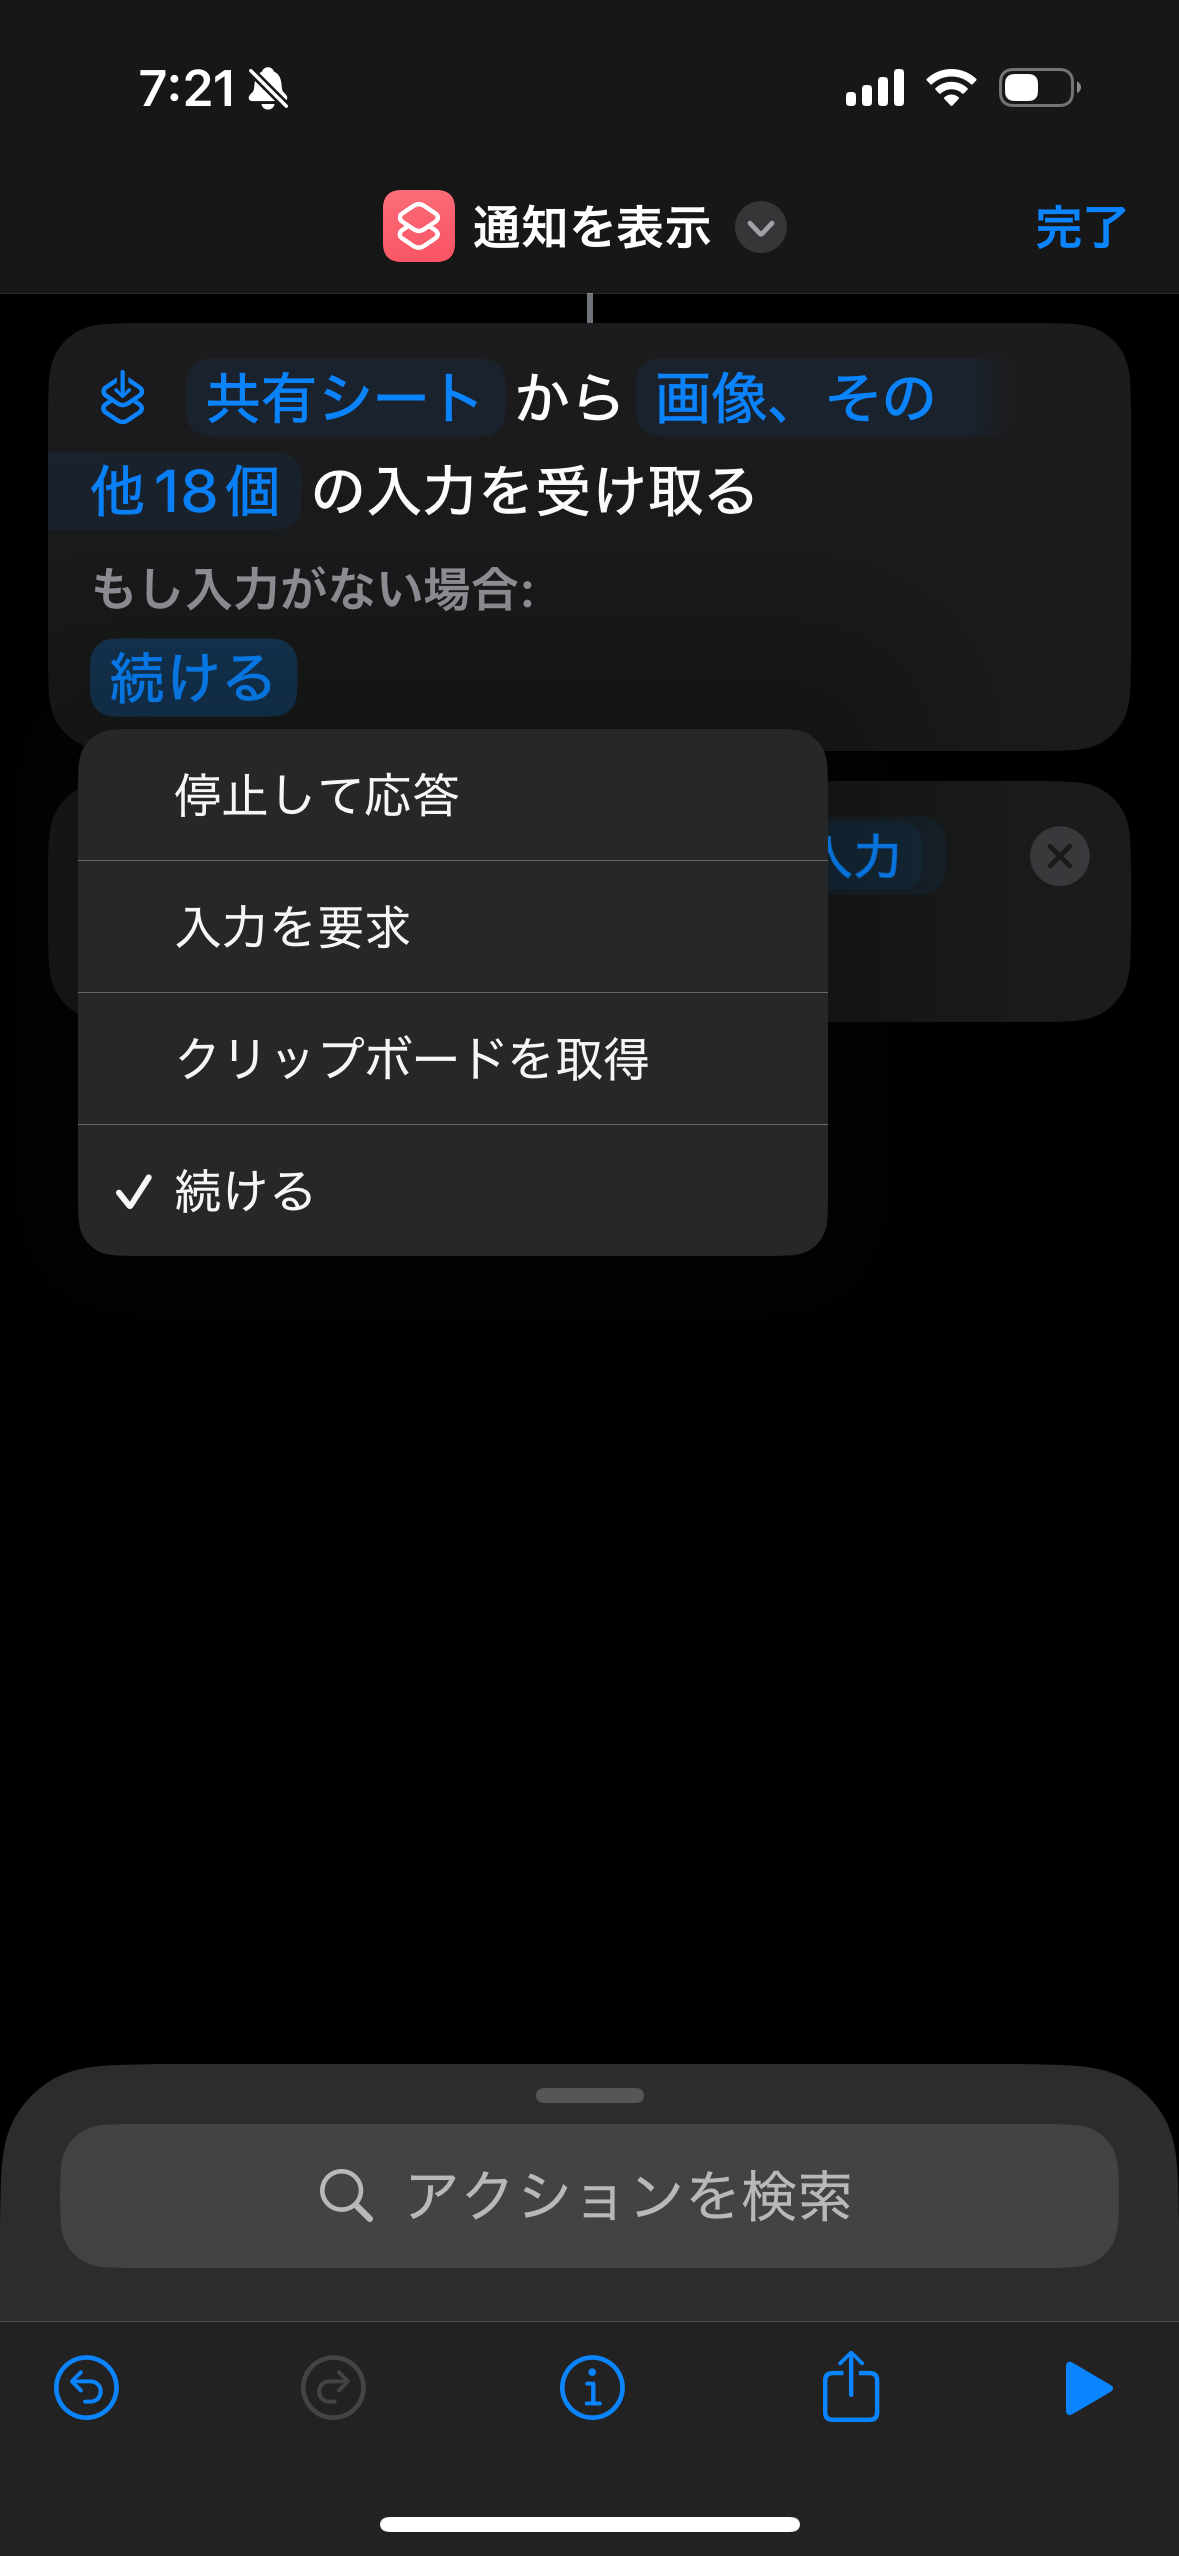 7:21
通知を表示
完了
共有シート から 画像、その
他18個 の入力を受け取る
もし入力がない場合:
続ける
停止して応答
入力
入力を要求
クリップボードを取得
✓ 続ける
アクションを検索